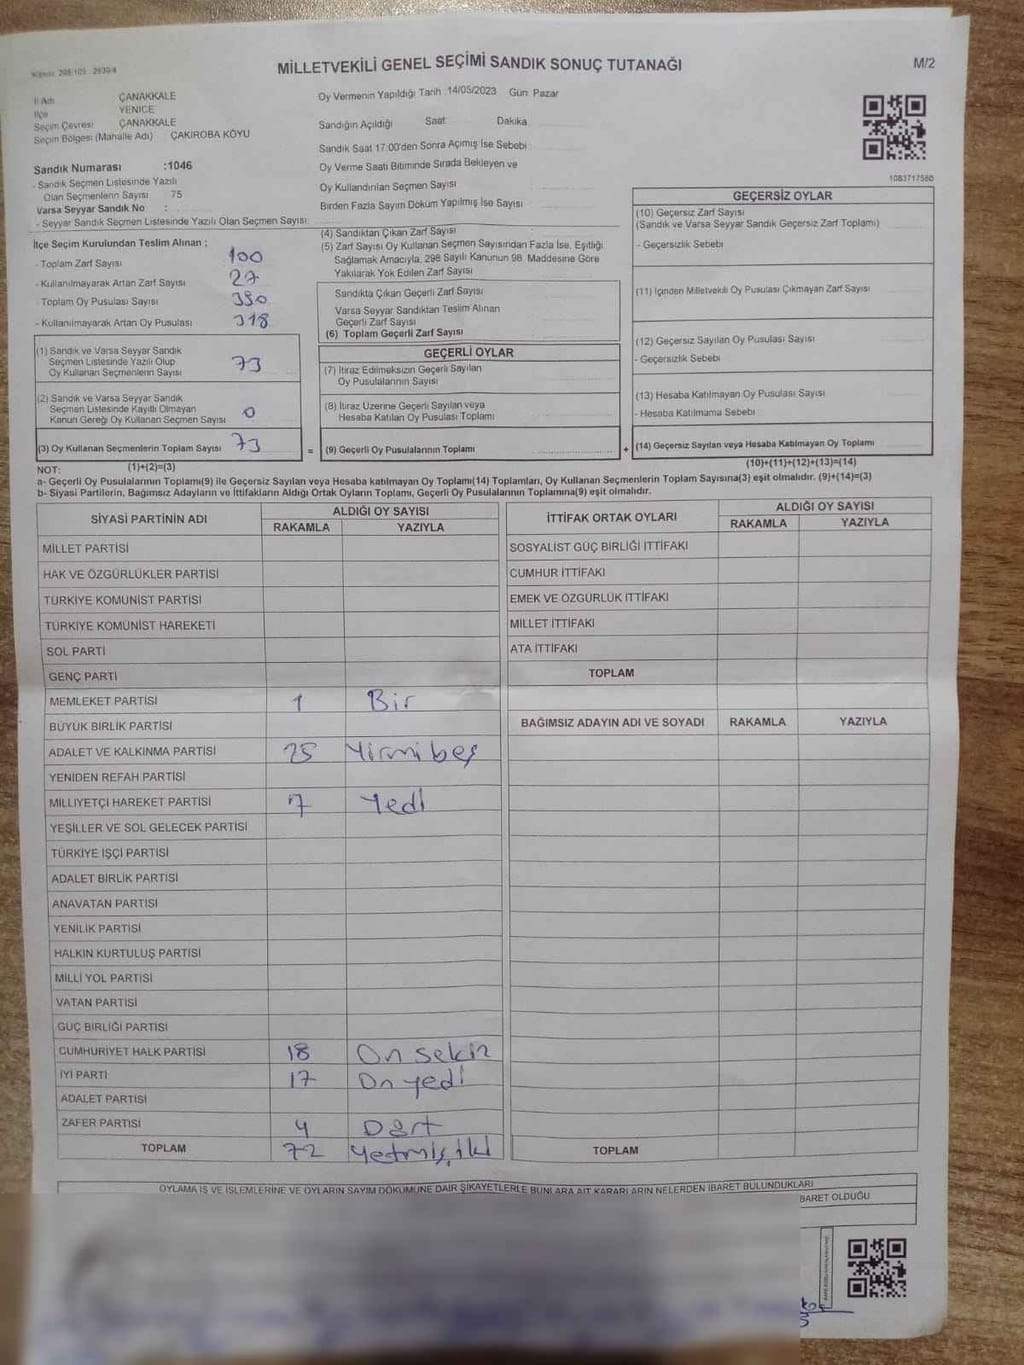 MİLLETVEKİLİ GENEL SEÇİMİ SANDIK SONUÇ TUTANAĞI
M/2
İl Adı ÇANAKKALE
İlçe YENİCE
Seçim Çevresi ÇANAKKALE
Seçim Bölgesi (Mahalle Adı) ÇAKIROBA KÖYÜ
Sandık Numarası :1046
- Sandık Seçmen Listesinde Yazılı
Olan Seçmenlerin Sayısı 75
Varsa Seyyar Sandık No :
- Seyyar Sandık Seçmen Listesinde Yazılı Olan Seçmen Sayısı
Oy Vermenin Yapıldığı Tarih 14/05/2023 Gün: Pazar
Sandığın Açıldığı Saat Dakika
Sandık Saat 17:00'den Sonra Açımış İse Sebebi
Oy Verme Saati Bitiminde Sırada Bekleyen ve
Oy Kullandırılan Seçmen Sayısı
Birden Fazla Sayım Döküm Yapılmış İse Sayısı
1083717560
İlçe Seçim Kurulundan Teslim Alınan ;
- Toplam Zarf Sayısı 100
- Kullanılmayarak Artan Zarf Sayısı 27
- Toplam Oy Pusulası Sayısı 390
- Kullanılmayarak Artan Oy Pusulası 318
(1) Sandık ve Varsa Seyyar Sandık
Seçmen Listesinde Yazılı Olup
Oy Kullanan Seçmenlerin Sayısı 73
(2) Sandık ve Varsa Seyyar Sandık
Seçmen Listesinde Kayıtlı Olmayan
Kanun Gereği Oy Kullanan Seçmen Sayısı 0
(3) Oy Kullanan Seçmenlerin Toplam Sayısı 73
(1)+(2)=(3)
(4) Sandıktan Çıkan Zarf Sayısı
(5) Zarf Sayısı Oy Kullanan Seçmen Sayısından Fazla İse, Eşitliği
Sağlamak Amacıyla, 298 Sayılı Kanunun 98. Maddesine Göre
Yakılarak Yok Edilen Zarf Sayısı
Sandıkta Çıkan Geçerli Zarf Sayısı
Varsa Seyyar Sandıktan Teslim Alınan
Geçerli Zarf Sayısı
(6) Toplam Geçerli Zarf Sayısı
GEÇERLİ OYLAR
(7) İtiraz Edilmeksizin Geçerli Sayılan
Oy Pusulalarının Sayısı
(8) İtiraz Üzerine Geçerli Sayılan veya
Hesaba Katılan Oy Pusulası Toplamı
= (9) Geçerli Oy Pusulalarının Toplamı +
GEÇERSİZ OYLAR
(10) Geçersiz Zarf Sayısı
(Sandık ve Varsa Seyyar Sandık Geçersiz Zarf Toplamı)
- Geçersizlik Sebebi
(11) İçinden Milletvekili Oy Pusulası Çıkmayan Zarf Sayısı
(12) Geçersiz Sayılan Oy Pusulası Sayısı
- Geçersizlik Sebebi
(13) Hesaba Katılmayan Oy Pusulası Sayısı
- Hesaba Katılmama Sebebi
(14) Geçersiz Sayılan veya Hesaba Katılmayan Oy Toplamı
(10)+(11)+(12)+(13)=(14)
NOT:
a- Geçerli Oy Pusulalarının Toplamı(9) ile Geçersiz Sayılan veya Hesaba katılmayan Oy Toplamı(14) Toplamları, Oy Kullanan Seçmenlerin Toplam Sayısına(3) eşit olmalıdır. (9)+(14)=(3)
b- Siyasi Partilerin, Bağımsız Adayların ve İttifakların Aldığı Ortak Oyların Toplamı, Geçerli Oy Pusulalarının Toplamına(9) eşit olmalıdır.
SİYASİ PARTİNİN ADI ALDIĞI OY SAYISI
RAKAMLA YAZIYLA
MİLLET PARTİSİ
HAK VE ÖZGÜRLÜKLER PARTİSİ
TÜRKİYE KOMÜNİST PARTİSİ
TÜRKİYE KOMÜNİST HAREKETİ
SOL PARTİ
GENÇ PARTİ
MEMLEKET PARTİSİ 1 Bir
BÜYÜK BİRLİK PARTİSİ
ADALET VE KALKINMA PARTİSİ 25 Yirmi beş
YENİDEN REFAH PARTİSİ
MİLLİYETÇİ HAREKET PARTİSİ 7 Yedi
YEŞİLLER VE SOL GELECEK PARTİSİ
TÜRKİYE İŞÇİ PARTİSİ
ADALET BİRLİK PARTİSİ
ANAVATAN PARTİSİ
YENİLİK PARTİSİ
HALKIN KURTULUŞ PARTİSİ
MİLLİ YOL PARTİSİ
VATAN PARTİSİ
GÜÇ BİRLİĞİ PARTİSİ
CUMHURİYET HALK PARTİSİ 18 On sekiz
İYİ PARTİ 17 On yedi
ADALET PARTİSİ
ZAFER PARTİSİ 4 Dört
TOPLAM 72 Yetmiş iki
İTTİFAK ORTAK OYLARI ALDIĞI OY SAYISI
RAKAMLA YAZIYLA
SOSYALİST GÜÇ BİRLİĞİ İTTİFAKI
CUMHUR İTTİFAKI
EMEK VE ÖZGÜRLÜK İTTİFAKI
MİLLET İTTİFAKI
ATA İTTİFAKI
TOPLAM
BAĞIMSIZ ADAYIN ADI VE SOYADI RAKAMLA YAZIYLA
TOPLAM
OYLAMA İŞ VE İŞLEMLERİNE VE OYLARIN SAYIM DÖKÜMÜNE DAİR ŞİKAYETLERLE BUNLARA AİT KARARLARIN NELERDEN İBARET BULUNDUKLARI
BARET OLDUĞU